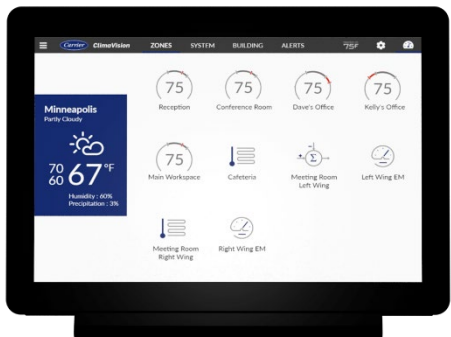 Carrier ClimaVision ZONES SYSTEM BUILDING ALERTS 75F
75 75 75 75
Reception Conference Room Dave's Office Kelly's Office
Minneapolis
Partly Cloudy
70
60 67°F
Humidity : 60%
Precipitation : 3%
75 Σ
Main Workspace Cafeteria Meeting Room
Left Wing Left Wing EM
Meeting Room
Right Wing Right Wing EM